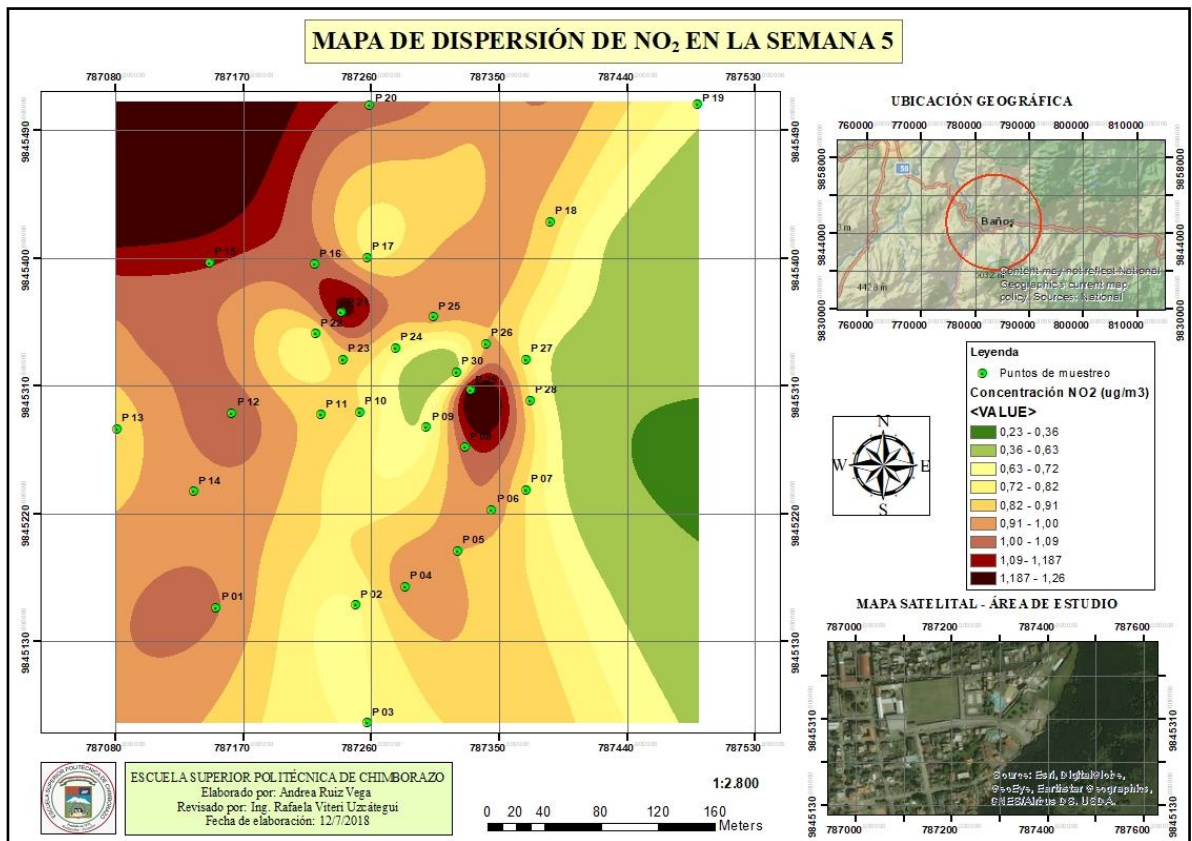 MAPA DE DISPERSIÓN DE NO₂ EN LA SEMANA 5
787080 787170 787260 787350 787440 787530
9845490
9845400
9845310
9845220
9845130
P 20
P 19
P 18
P 17
P 16
P 15
P 21
P 25
P 22
P 24
P 26
P 23
P 27
P 30
P 28
P 12
P 11
P 10
P 13
P 09
P 08
P 14
P 07
P 06
P 05
P 04
P 01
P 02
P 03
9845490
9845400
9845310
9845220
9845130
787080 787170 787260 787350 787440 787530
UBICACIÓN GEOGRÁFICA
760000 770000 780000 790000 800000 810000
9858000
9844000
9830000
50
Baños
Content may not reflect National
Geographic's current map
policy. Sources: National
442.8 m
9858000
9844000
9830000
760000 770000 780000 790000 800000 810000
Leyenda
Puntos de muestreo
Concentración NO2 (ug/m3)
<VALUE>
0,23 - 0,36
0,36 - 0,63
0,63 - 0,72
0,72 - 0,82
0,82 - 0,91
0,91 - 1,00
1,00 - 1,09
1,09- 1,187
1,187 - 1,26
N
W E
S
MAPA SATELITAL - ÁREA DE ESTUDIO
787000 787200 787400 787600
9845310
9845130
Source: Esri, DigitalGlobe,
GeoEye, Earthstar Geographics,
CNES/Airbus DS, USDA,
9845310
9845130
787000 787200 787400 787600
ESCUELA SUPERIOR POLITÉCNICA DE CHIMBORAZO
Elaborado por: Andrea Ruiz Vega
Revisado por: Ing. Rafaela Viteri Uzcátegui
Fecha de elaboración: 12/7/2018
1:2.800
0 20 40 80 120 160
Meters